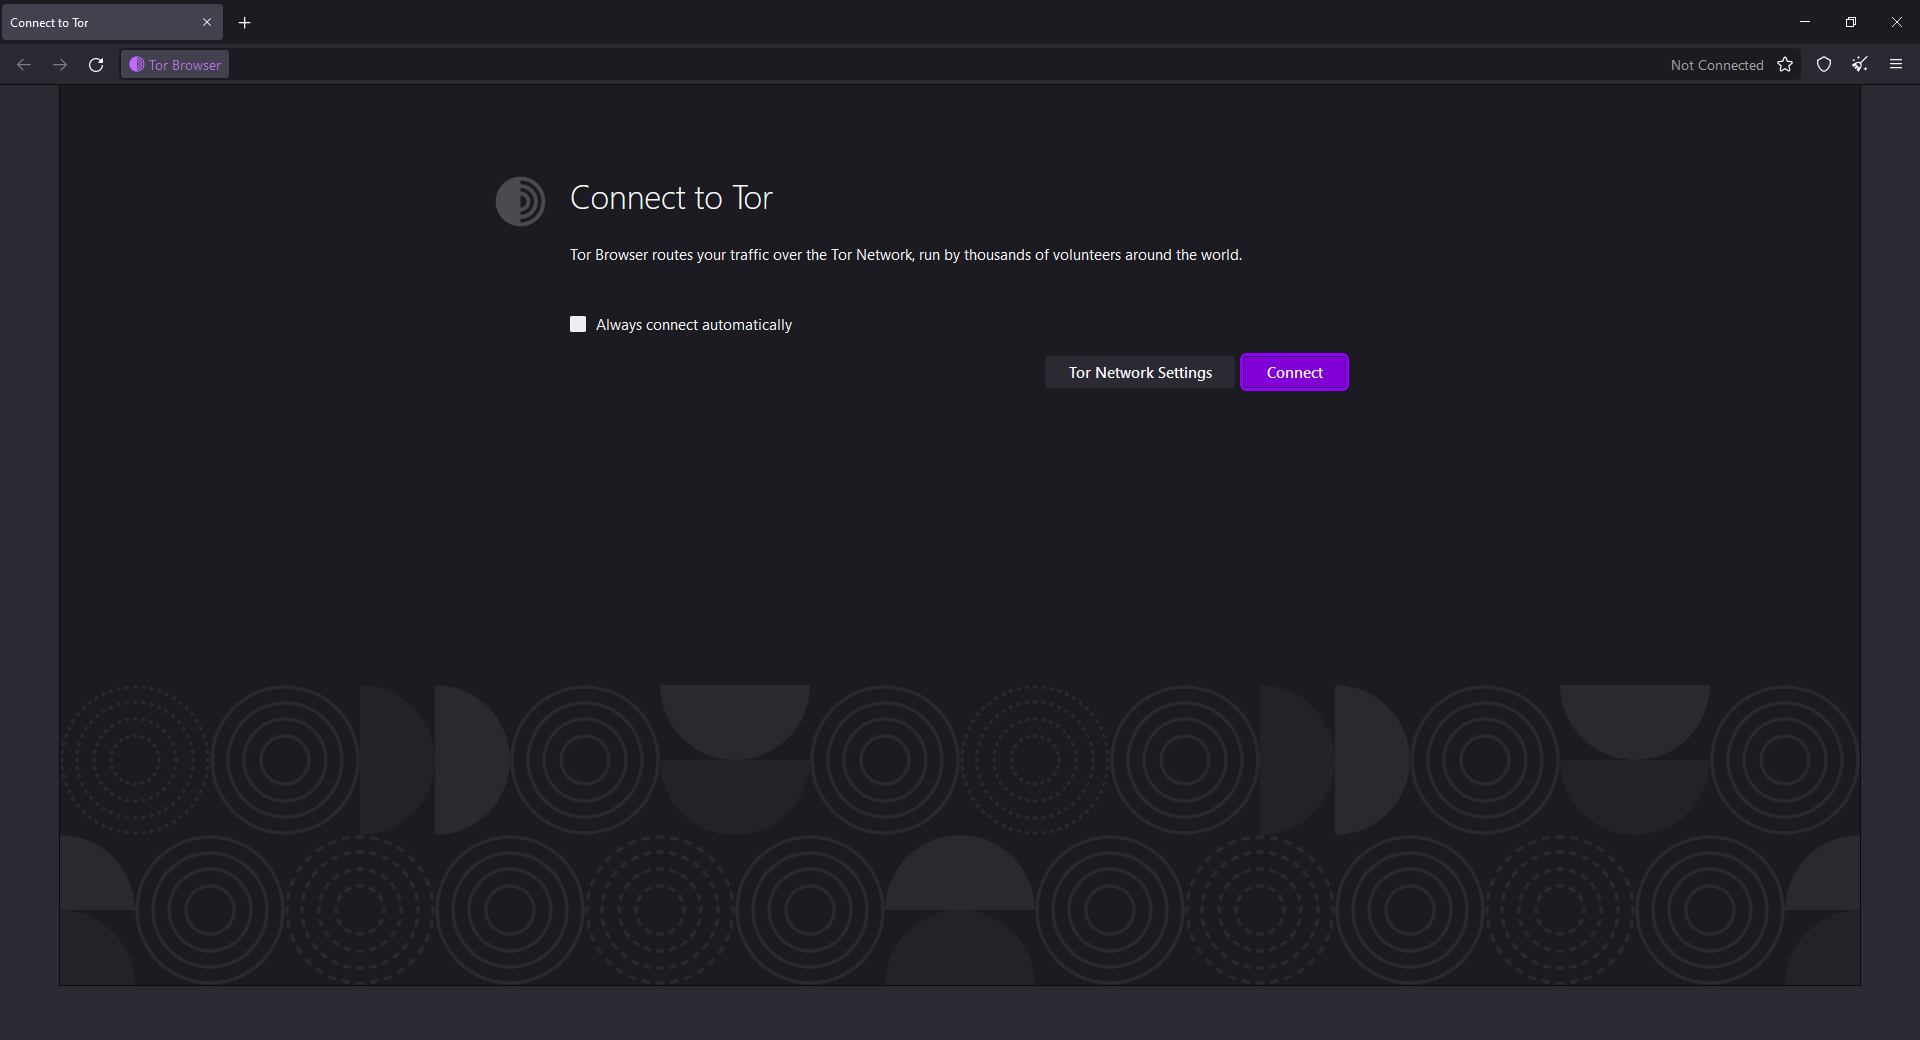 Connect to Tor
Tor Browser
Not Connected
Connect to Tor
Tor Browser routes your traffic over the Tor Network, run by thousands of volunteers around the world.
Always connect automatically
Tor Network Settings
Connect